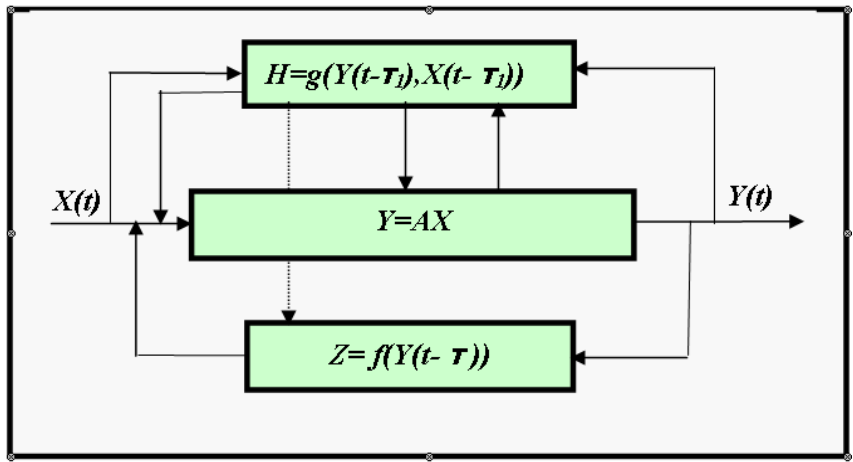 H=g(Y(t-τ₁),X(t- τ₁))
X(t)
Y=AX
Y(t)
Z= f(Y(t- τ ))